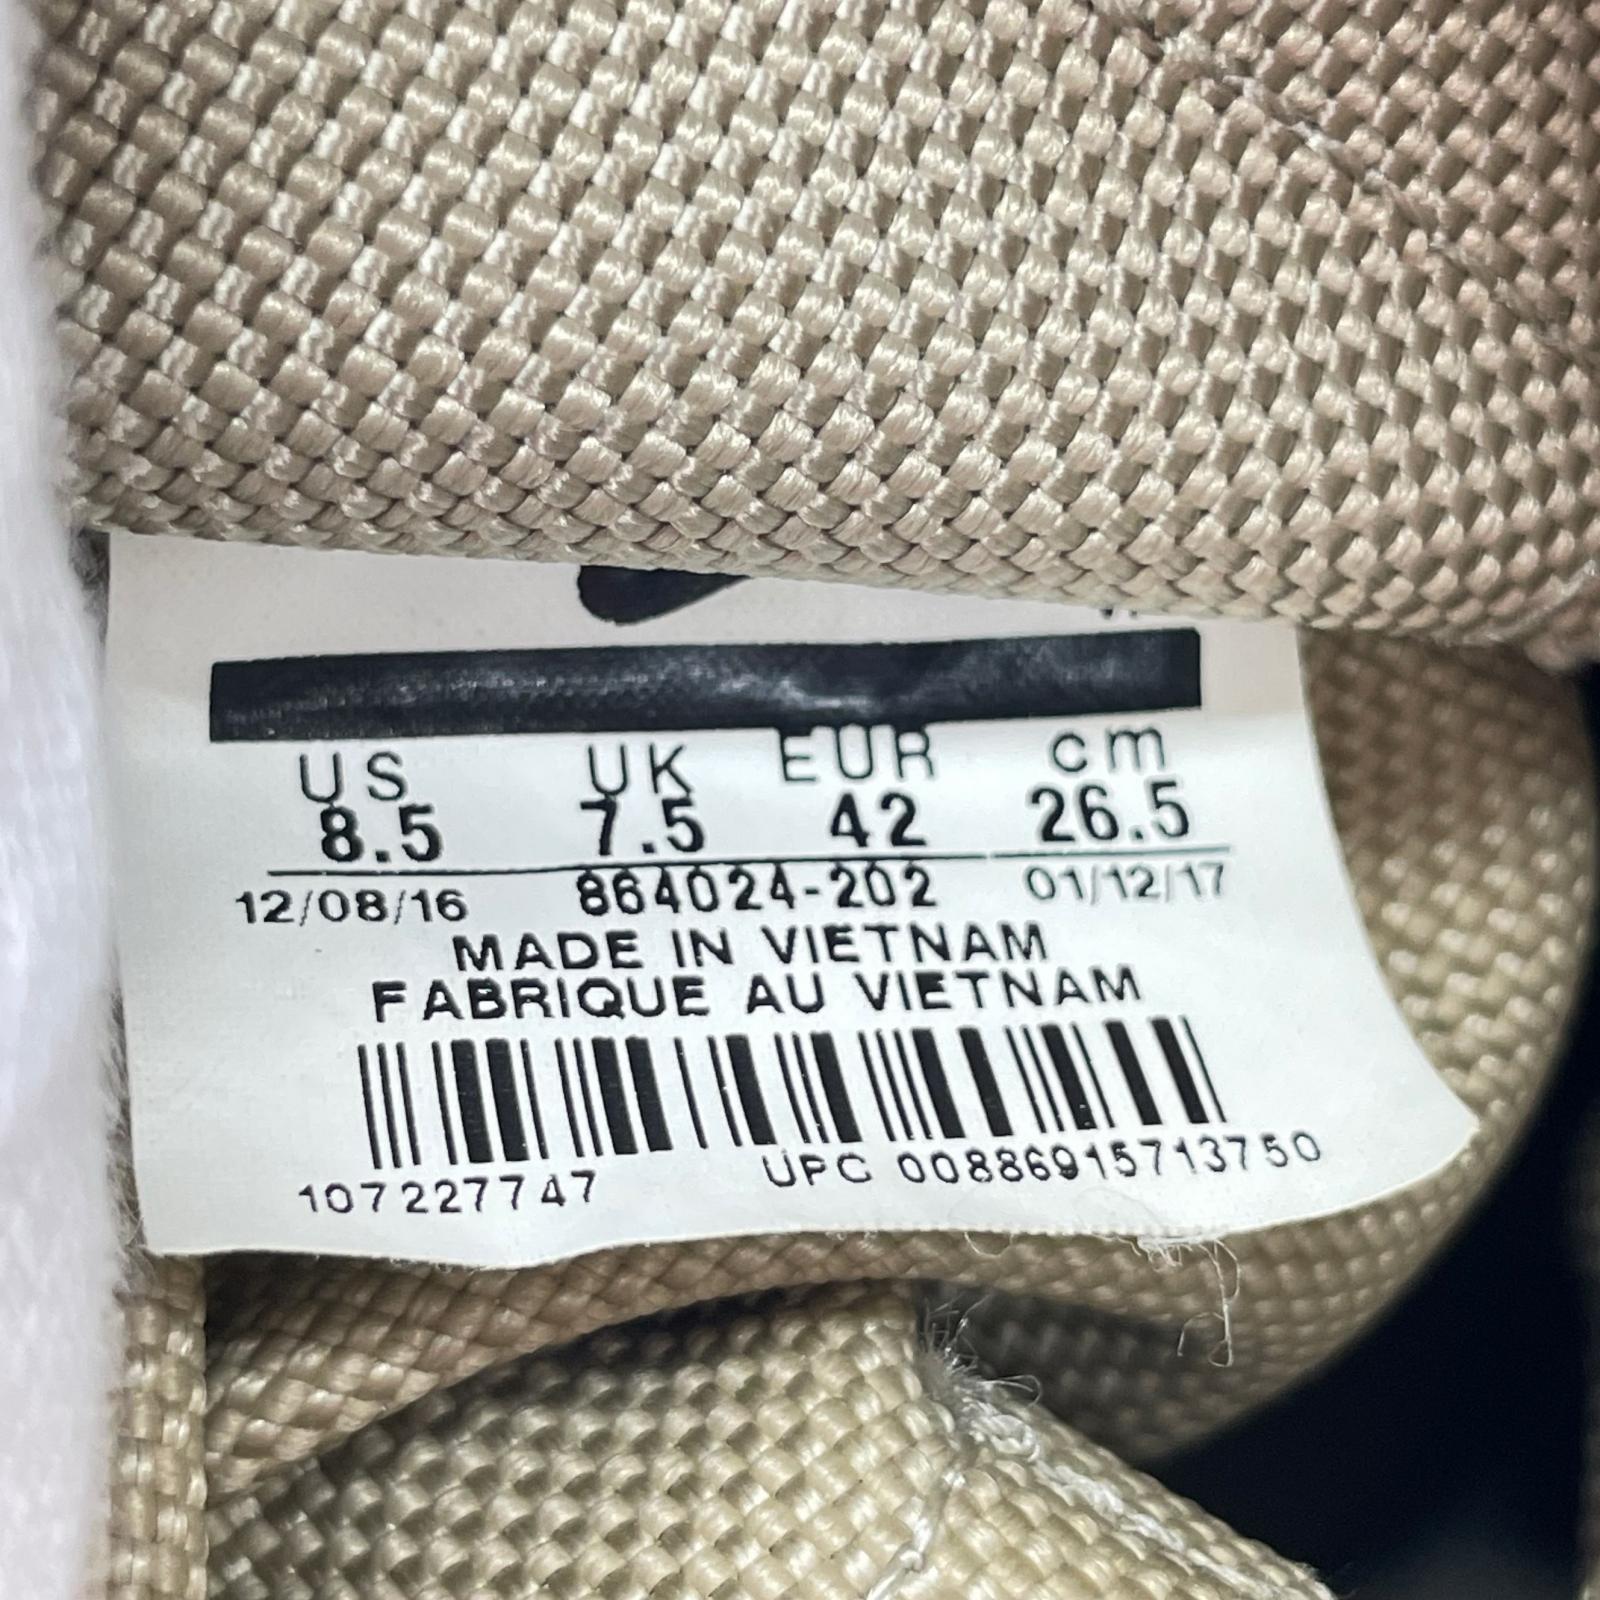 US UK EUR cm
8.5 7.5 42 26.5
12/08/16 864024-202 01/12/17
MADE IN VIETNAM
FABRIQUE AU VIETNAM
107227747 UPC 00886915713750